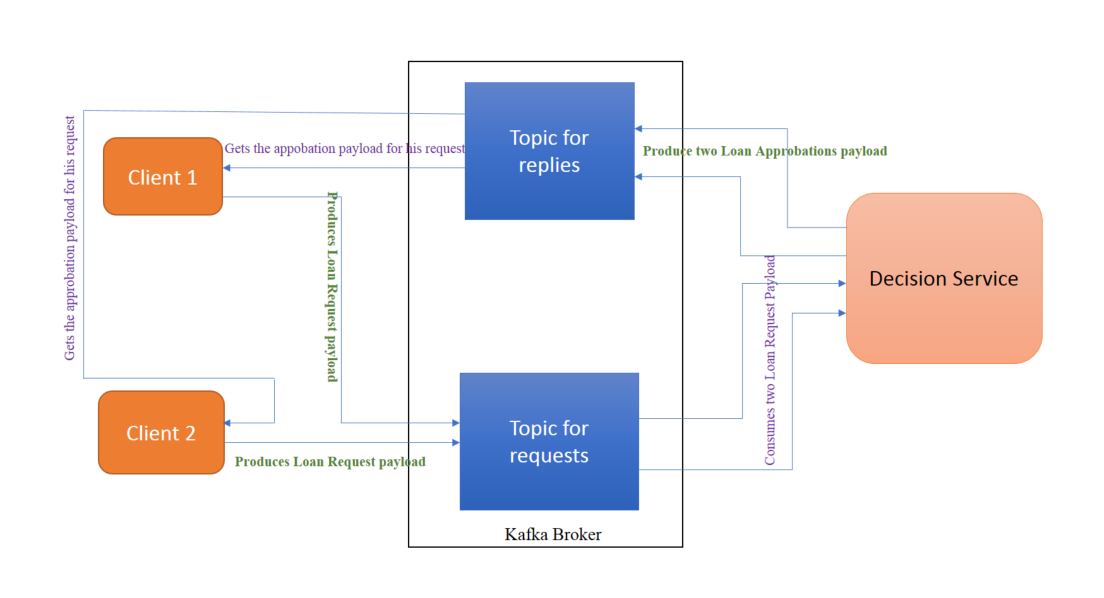 Topic for
replies
Gets the appobation payload for his request
Produce two Loan Approbations payload
Client 1
Gets the approbation payload for his request
Produces Loan Request payload
Decision Service
Consumes two Loan Request Payload
Client 2
Topic for
requests
Produces Loan Request payload
Kafka Broker